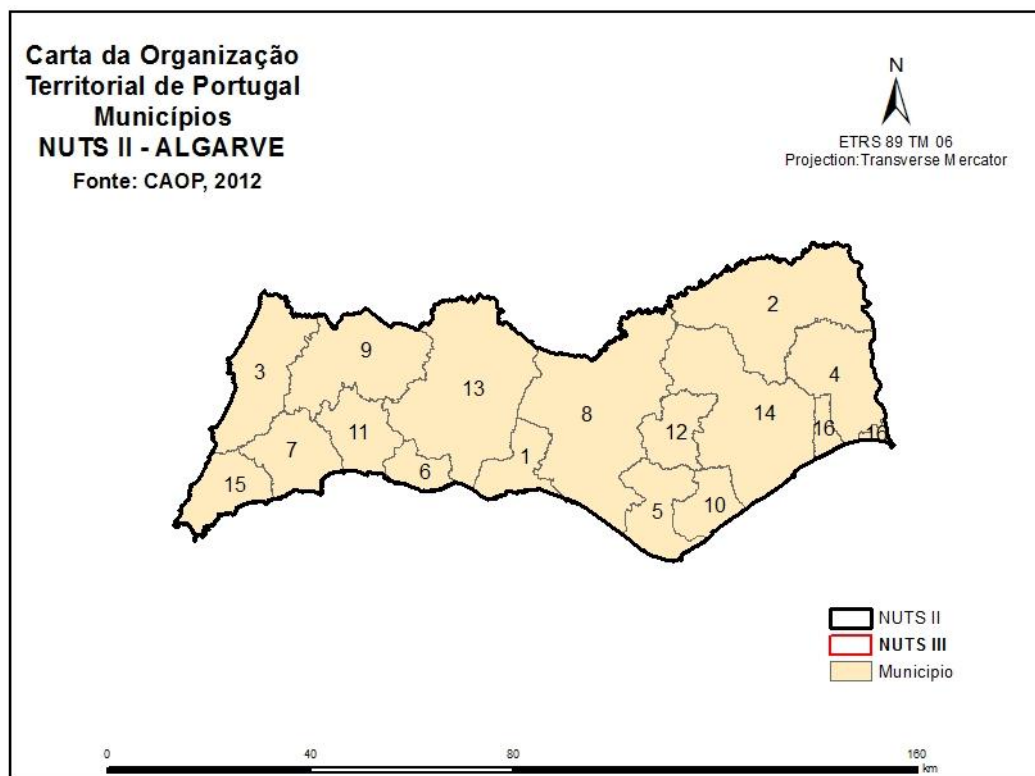 Carta da Organização
Territorial de Portugal
Municípios
NUTS II - ALGARVE
Fonte: CAOP, 2012
N
ETRS 89 TM 06
Projection: Transverse Mercator
2
3
9
4
13
8
14
12
16
16
11
7
6
1
15
5
10
NUTS II
NUTS III
Municipio
0
40
80
160
km